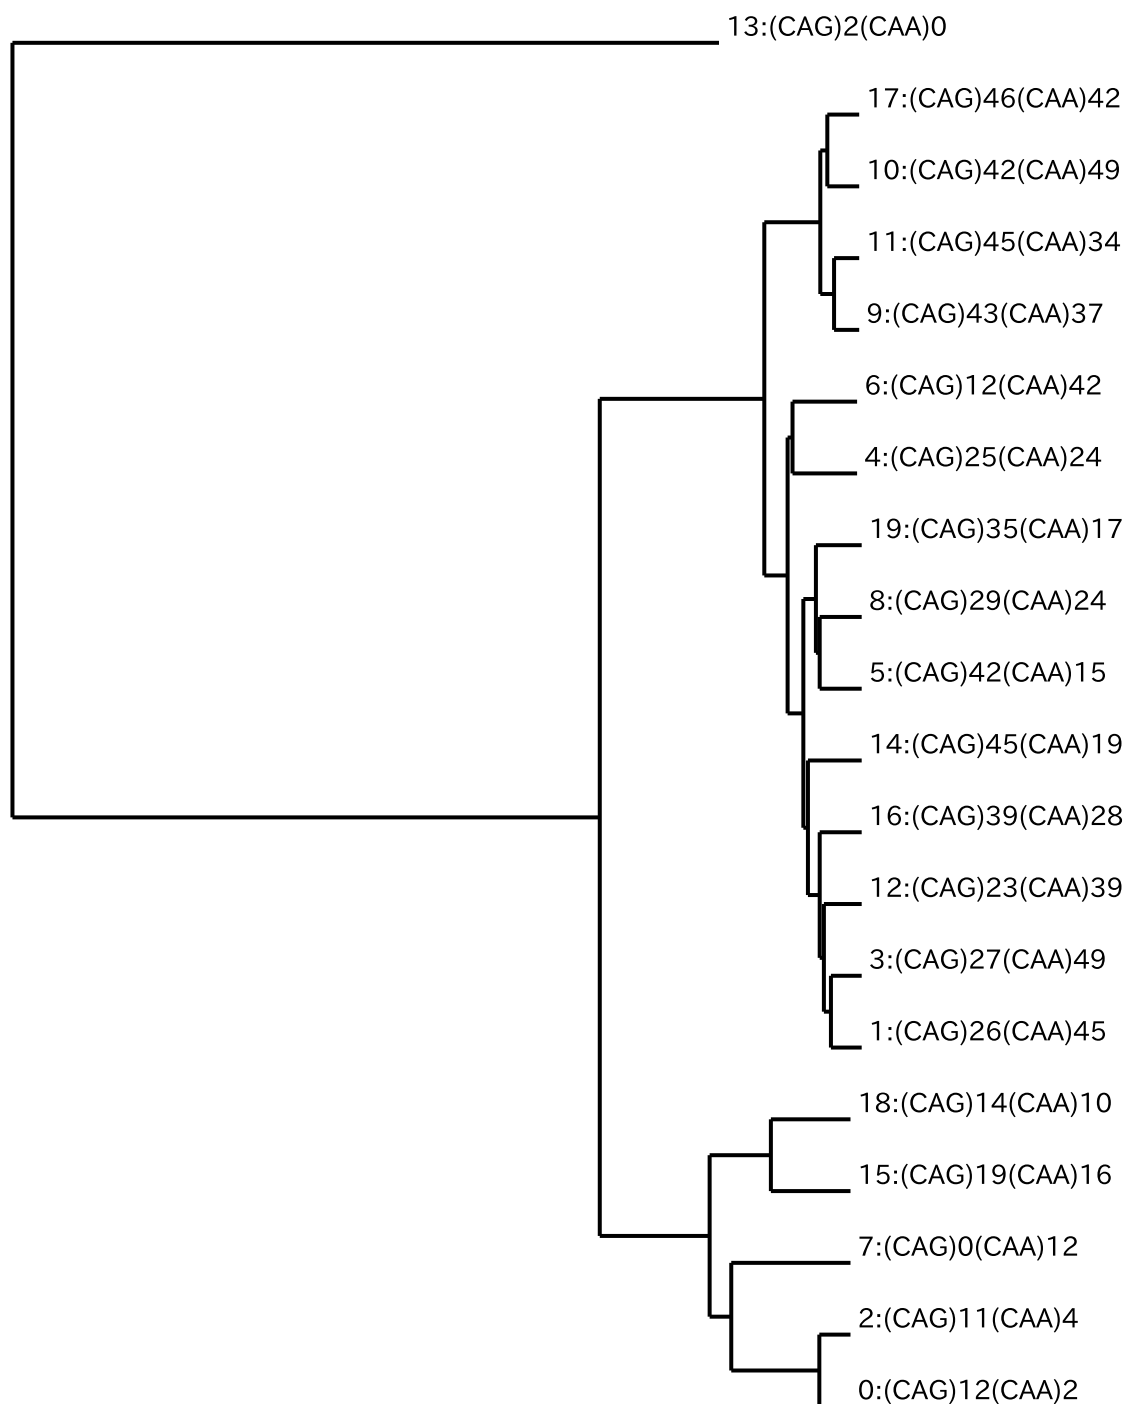 13:(CAG)2(CAA)0
17:(CAG)46(CAA)42
10:(CAG)42(CAA)49
11:(CAG)45(CAA)34
9:(CAG)43(CAA)37
6:(CAG)12(CAA)42
4:(CAG)25(CAA)24
19:(CAG)35(CAA)17
8:(CAG)29(CAA)24
5:(CAG)42(CAA)15
14:(CAG)45(CAA)19
16:(CAG)39(CAA)28
12:(CAG)23(CAA)39
3:(CAG)27(CAA)49
1:(CAG)26(CAA)45
18:(CAG)14(CAA)10
15:(CAG)19(CAA)16
7:(CAG)0(CAA)12
2:(CAG)11(CAA)4
0:(CAG)12(CAA)2